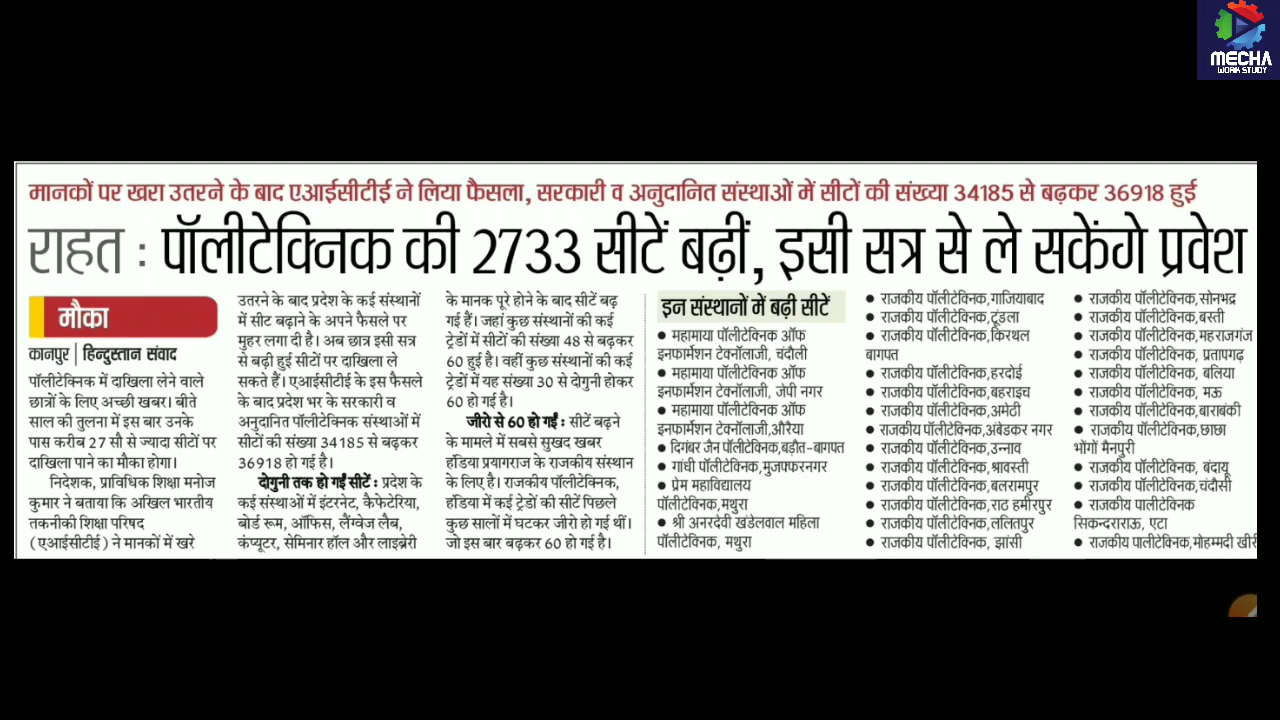 MECHA
WORK STUDY
मानकों पर खरा उतरने के बाद एआईसीटीई ने लिया फैसला, सरकारी व अनुदानित संस्थाओं में सीटों की संख्या 34185 से बढ़कर 36918 हुई
राहत : पॉलीटेक्निक की 2733 सीटें बढ़ीं, इसी सत्र से ले सकेंगे प्रवेश
मौका
कानपुर | हिन्दुस्तान संवाद
पॉलीटेक्निक में दाखिला लेने वाले
छात्रों के लिए अच्छी खबर। बीते
साल की तुलना में इस बार उनके
पास करीब 27 सौ से ज्यादा सीटों पर
दाखिला पाने का मौका होगा।
निदेशक, प्राविधिक शिक्षा मनोज
कुमार ने बताया कि अखिल भारतीय
तकनीकी शिक्षा परिषद
(एआईसीटीई) ने मानकों में खरे
उतरने के बाद प्रदेश के कई संस्थानों
में सीट बढ़ाने के अपने फैसले पर
मुहर लगा दी है। अब छात्र इसी सत्र
से बढ़ी हुई सीटों पर दाखिला ले
सकते हैं। एआईसीटीई के इस फैसले
के बाद प्रदेश भर के सरकारी व
अनुदानित पॉलीटेक्निक संस्थाओं में
सीटों की संख्या 34185 से बढ़कर
36918 हो गई है।
दोगुनी तक हो गईं सीटें : प्रदेश के
कई संस्थाओं में इंटरनेट, कैफेटेरिया,
बोर्ड रूम, ऑफिस, लैंग्वेज लैब,
कंप्यूटर, सेमिनार हॉल और लाइब्रेरी
के मानक पूरे होने के बाद सीटें बढ़
गई हैं। जहां कुछ संस्थानों की कई
ट्रेडों में सीटों की संख्या 48 से बढ़कर
60 हुई है। वहीं कुछ संस्थानों की कई
ट्रेडों में यह संख्या 30 से दोगुनी होकर
60 हो गई है।
जीरो से 60 हो गईं : सीटें बढ़ने
के मामले में सबसे सुखद खबर
हंडिया प्रयागराज के राजकीय संस्थान
के लिए है। राजकीय पॉलीटेक्निक,
हंडिया में कई ट्रेडों की सीटें पिछले
कुछ सालों में घटकर जीरो हो गई थीं।
जो इस बार बढ़कर 60 हो गई है।
इन संस्थानों में बढ़ी सीटें
● महामाया पॉलीटेक्निक ऑफ
इनफार्मेशन टेक्नॉलाजी, चंदौली
● महामाया पॉलीटेक्निक ऑफ
इनफार्मेशन टेक्नॉलाजी, जेपी नगर
● महामाया पॉलीटेक्निक ऑफ
इनफार्मेशन टेक्नॉलाजी,औरैया
● दिगंबर जैन पॉलीटेक्निक,बड़ौत-बागपत
● गांधी पॉलीटेक्निक,मुजफ्फरनगर
● प्रेम महाविद्यालय
पॉलीटेक्निक,मथुरा
● श्री अनरदेवी खंडेलवाल महिला
पॉलीटेक्निक, मथुरा
● राजकीय पॉलीटेक्निक,गाजियाबाद
● राजकीय पॉलीटेक्निक,टूंडला
● राजकीय पॉलीटेक्निक,किरथल
बागपत
● राजकीय पॉलीटेक्निक,हरदोई
● राजकीय पॉलीटेक्निक,बहराइच
● राजकीय पॉलीटेक्निक,अमेठी
● राजकीय पॉलीटेक्निक,अंबेडकर नगर
● राजकीय पॉलीटेक्निक,उन्नाव
● राजकीय पॉलीटेक्निक,श्रावस्ती
● राजकीय पॉलीटेक्निक,बलरामपुर
● राजकीय पॉलीटेक्निक,राठ हमीरपुर
● राजकीय पॉलीटेक्निक,ललितपुर
● राजकीय पॉलीटेक्निक, झांसी
● राजकीय पॉलीटेक्निक,सोनभद्र
● राजकीय पॉलीटेक्निक,बस्ती
● राजकीय पॉलीटेक्निक,महराजगंज
● राजकीय पॉलीटेक्निक, प्रतापगढ़
● राजकीय पॉलीटेक्निक, बलिया
● राजकीय पॉलीटेक्निक, मऊ
● राजकीय पॉलीटेक्निक,बाराबंकी
● राजकीय पॉलीटेक्निक,छाछा
भोंगों मैनपुरी
● राजकीय पॉलीटेक्निक, बंदायू
● राजकीय पॉलीटेक्निक,चंदौसी
● राजकीय पालीटेक्निक
सिकन्दराराऊ, एटा
● राजकीय पालीटेक्निक,मोहम्मदी खीरी